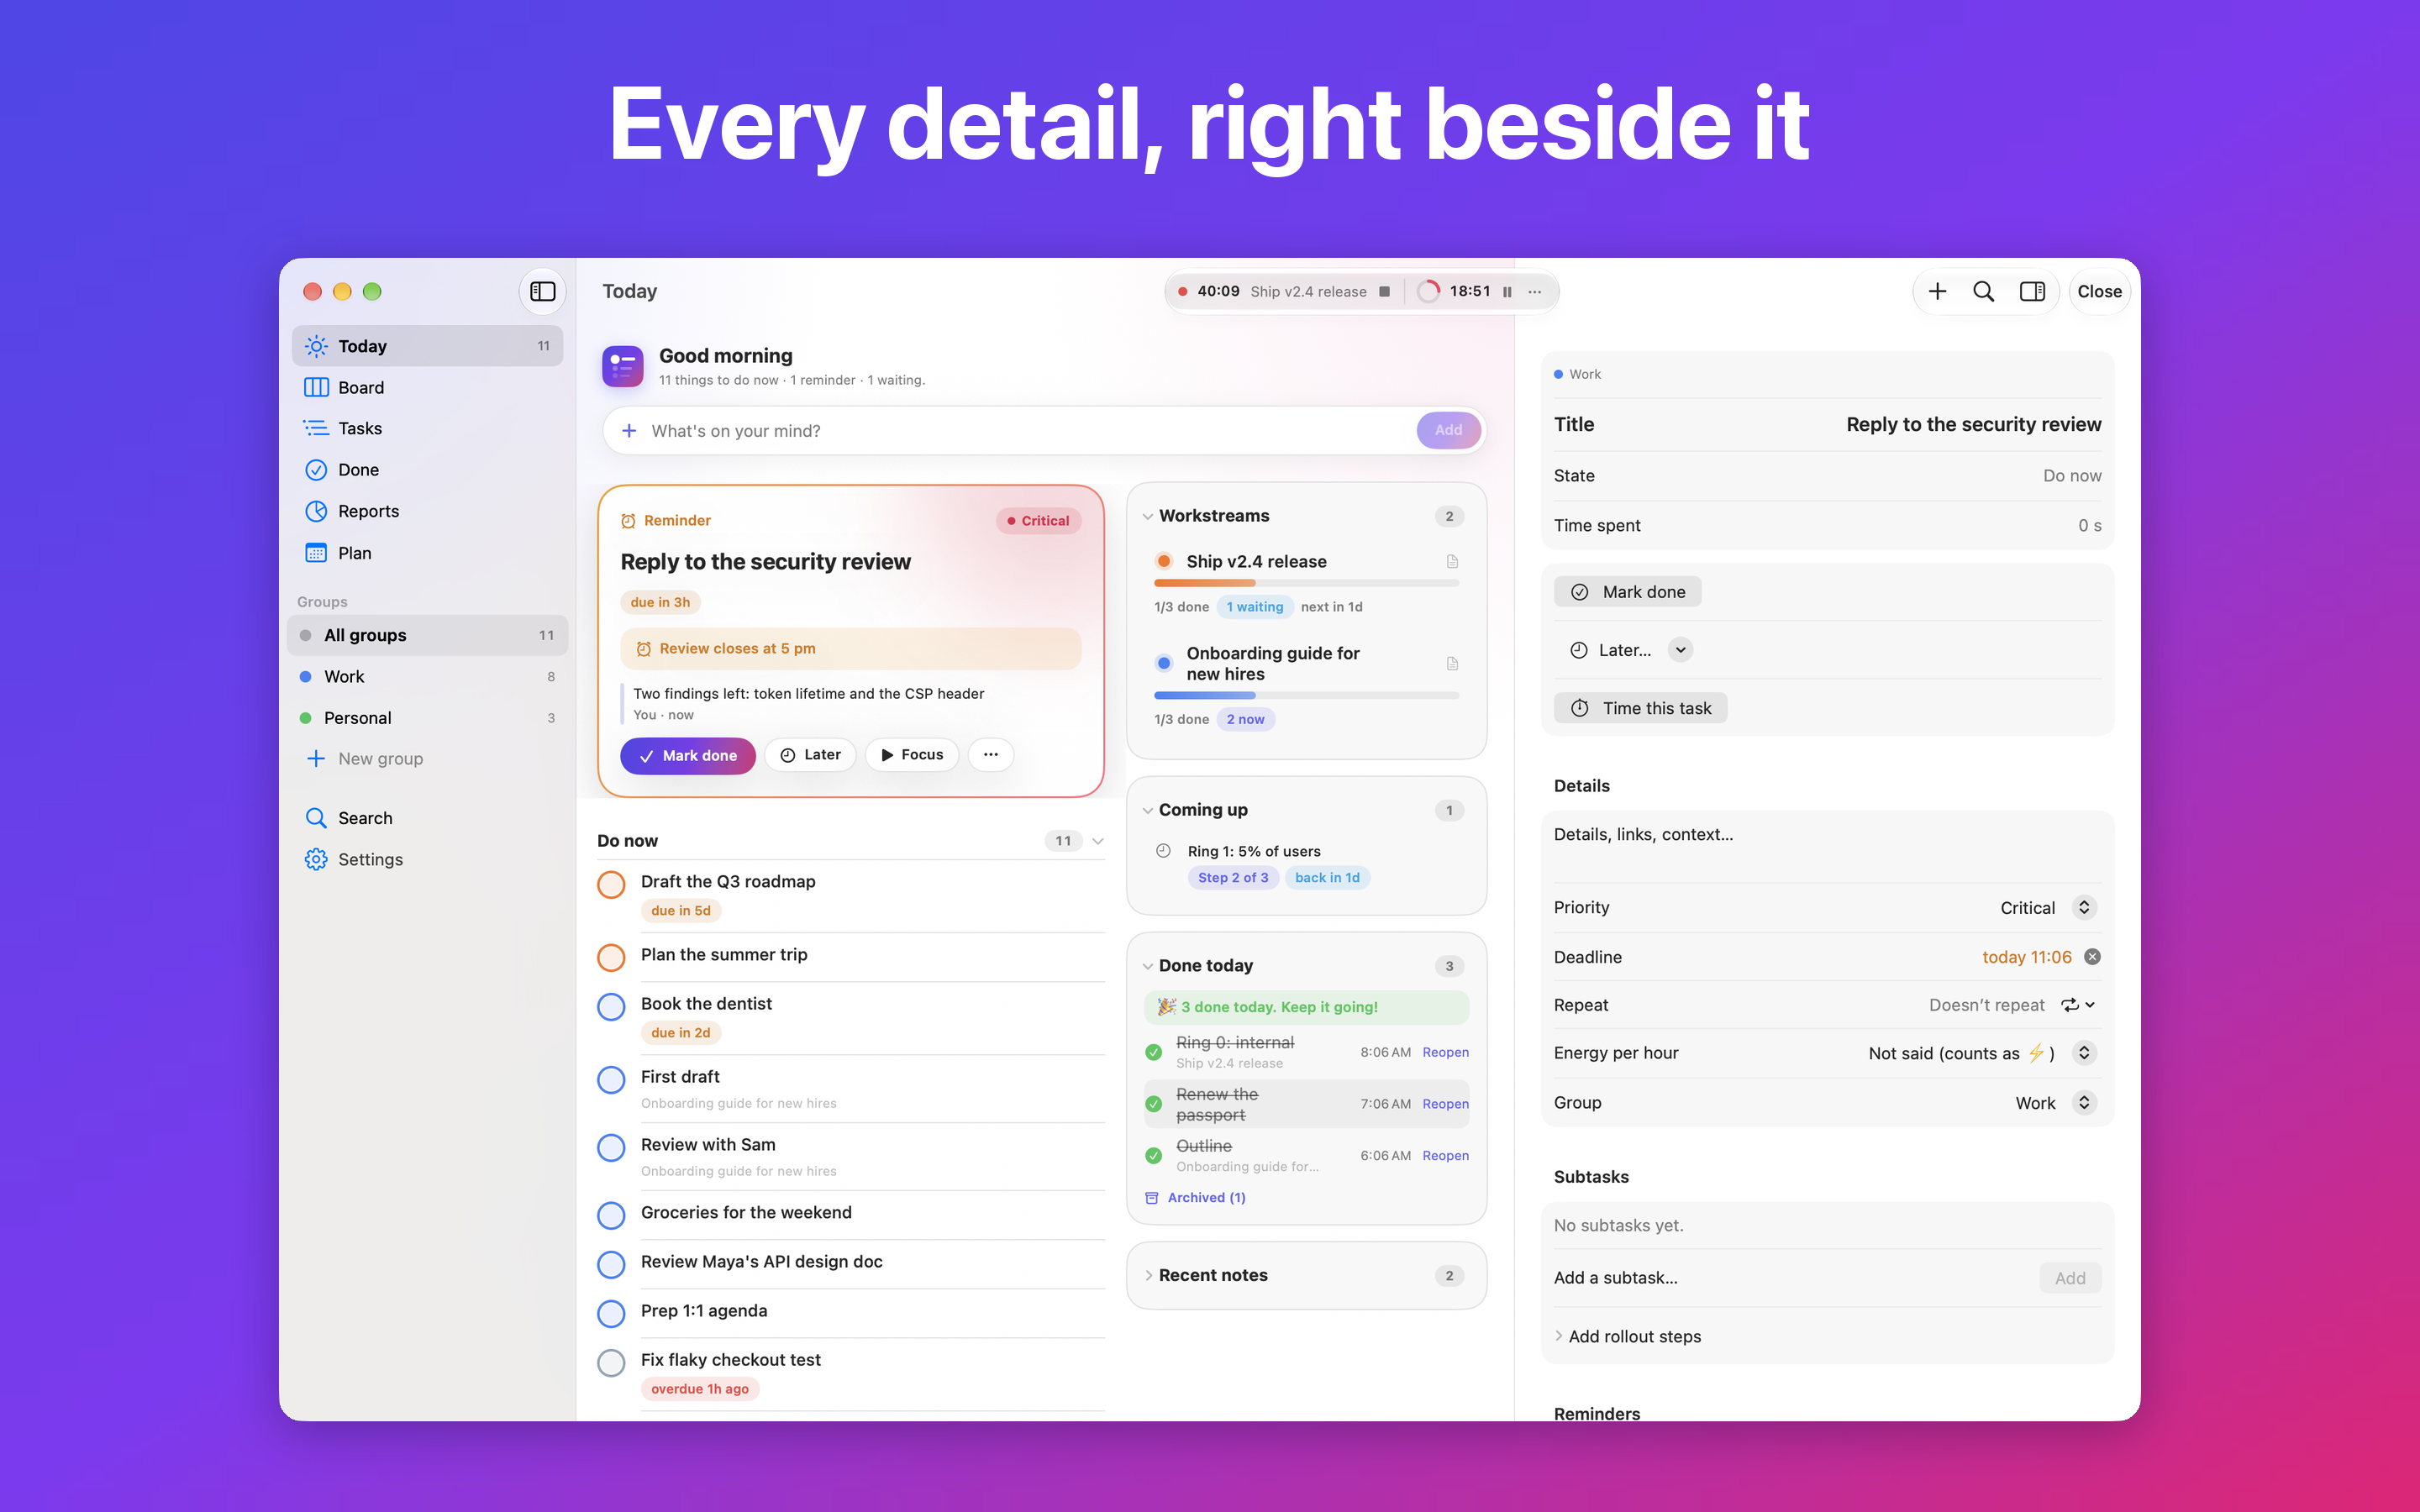 Every detail, right beside it
Today 11
Board
Tasks
Done
Reports
Plan
Groups
All groups 11
Work 8
Personal 3
New group
Search
Settings
Today
40:09 Ship v2.4 release 18:51
Close
Good morning
11 things to do now · 1 reminder · 1 waiting.
What's on your mind? Add
Reminder Critical
Reply to the security review
due in 3h
Review closes at 5 pm
Two findings left: token lifetime and the CSP header
You · now
Mark done Later Focus ...
Do now 11
Draft the Q3 roadmap
due in 5d
Plan the summer trip
Book the dentist
due in 2d
First draft
Onboarding guide for new hires
Review with Sam
Onboarding guide for new hires
Groceries for the weekend
Review Maya's API design doc
Prep 1:1 agenda
Fix flaky checkout test
overdue 1h ago
Workstreams 2
Ship v2.4 release
1/3 done 1 waiting next in 1d
Onboarding guide for
new hires
1/3 done 2 now
Coming up 1
Ring 1: 5% of users
Step 2 of 3 back in 1d
Done today 3
🎉 3 done today. Keep it going!
Ring 0: internal 8:06 AM Reopen
Ship v2.4 release
Renew the
passport 7:06 AM Reopen
Outline 6:06 AM Reopen
Onboarding guide for...
Archived (1)
Recent notes 2
Work
Title Reply to the security review
State Do now
Time spent 0 s
Mark done
Later...
Time this task
Details
Details, links, context...
Priority Critical
Deadline today 11:06
Repeat Doesn't repeat
Energy per hour Not said (counts as ⚡ )
Group Work
Subtasks
No subtasks yet.
Add a subtask... Add
Add rollout steps
Reminders